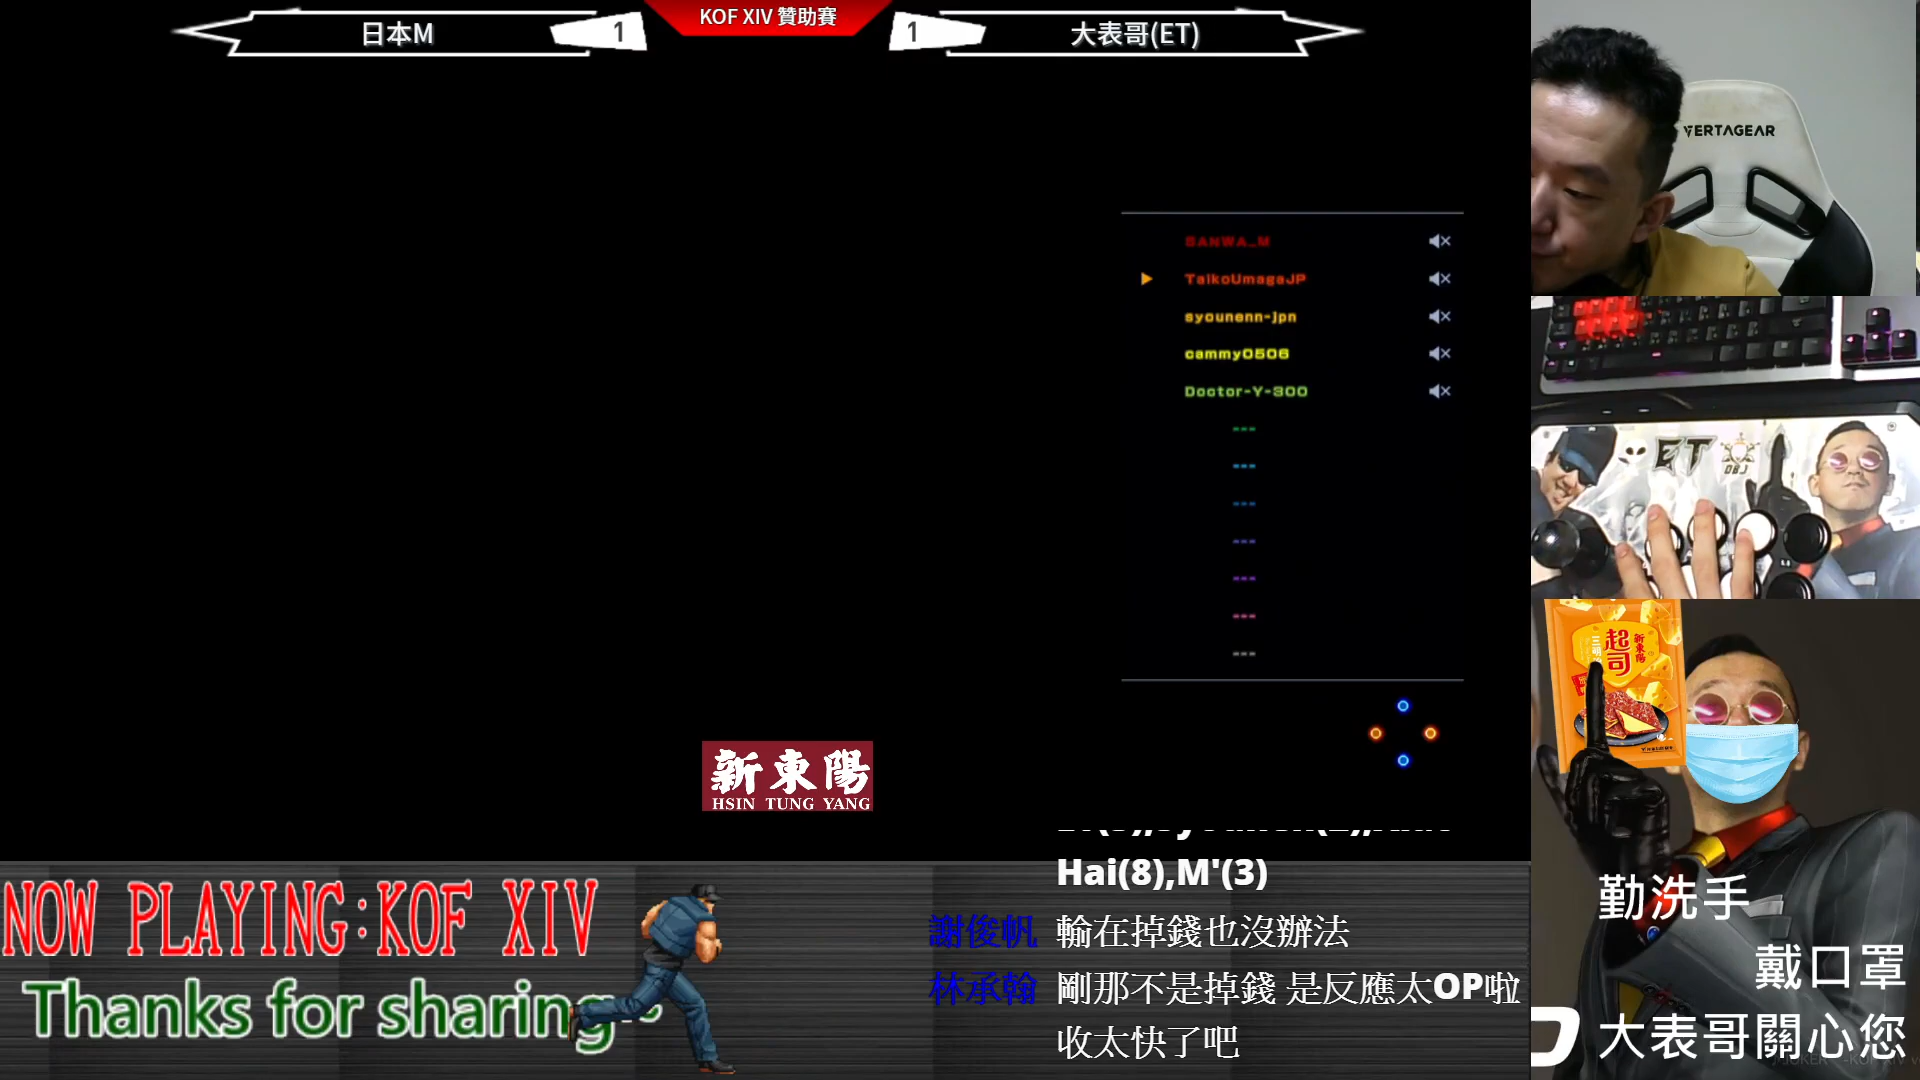 日本M
1
KOF XIV 贊助賽
1
大表哥(ET)
VERTAGEAR
SANWA_M
TaikoUmagaJP
syounenn-jpn
cammy0506
Doctor-Y-300
---
---
---
---
---
---
---
ET
OBJ
起司
新東陽
新東陽
HSIN TUNG YANG
Hai(8),M'(3)
謝俊帆 輸在掉錢也沒辦法
林承翰 剛那不是掉錢 是反應太OP啦
收太快了吧
NOW PLAYING:KOF XIV
Thanks for sharing~
勤洗手
戴口罩
大表哥關心您